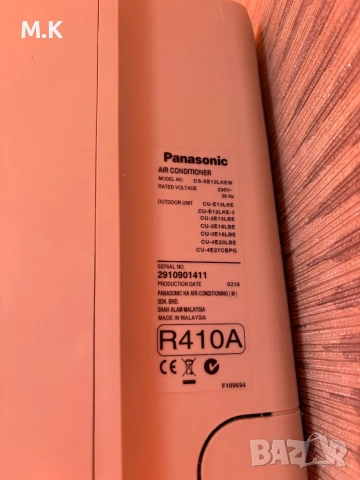 M.K
Panasonic
AIR CONDITIONER
MODEL NO. CS-XE12LKEW
RATED VOLTAGE 230V~
50 Hz
OUTDOOR UNIT CU-E12LKE
CU-E12LKE-3
CU-2E15LBE
CU-2E18LBE
CU-3E18LBE
CU-4E23LBE
CU-4E27CBPG
SERIAL NO.
2910901411
PRODUCTION DATE 0216
PANASONIC HA AIR-CONDITIONING (M)
SDN. BHD.
SHAH ALAM MALAYSIA
MADE IN MALAYSIA
R410A
CE
F109694
BAZAR.BG